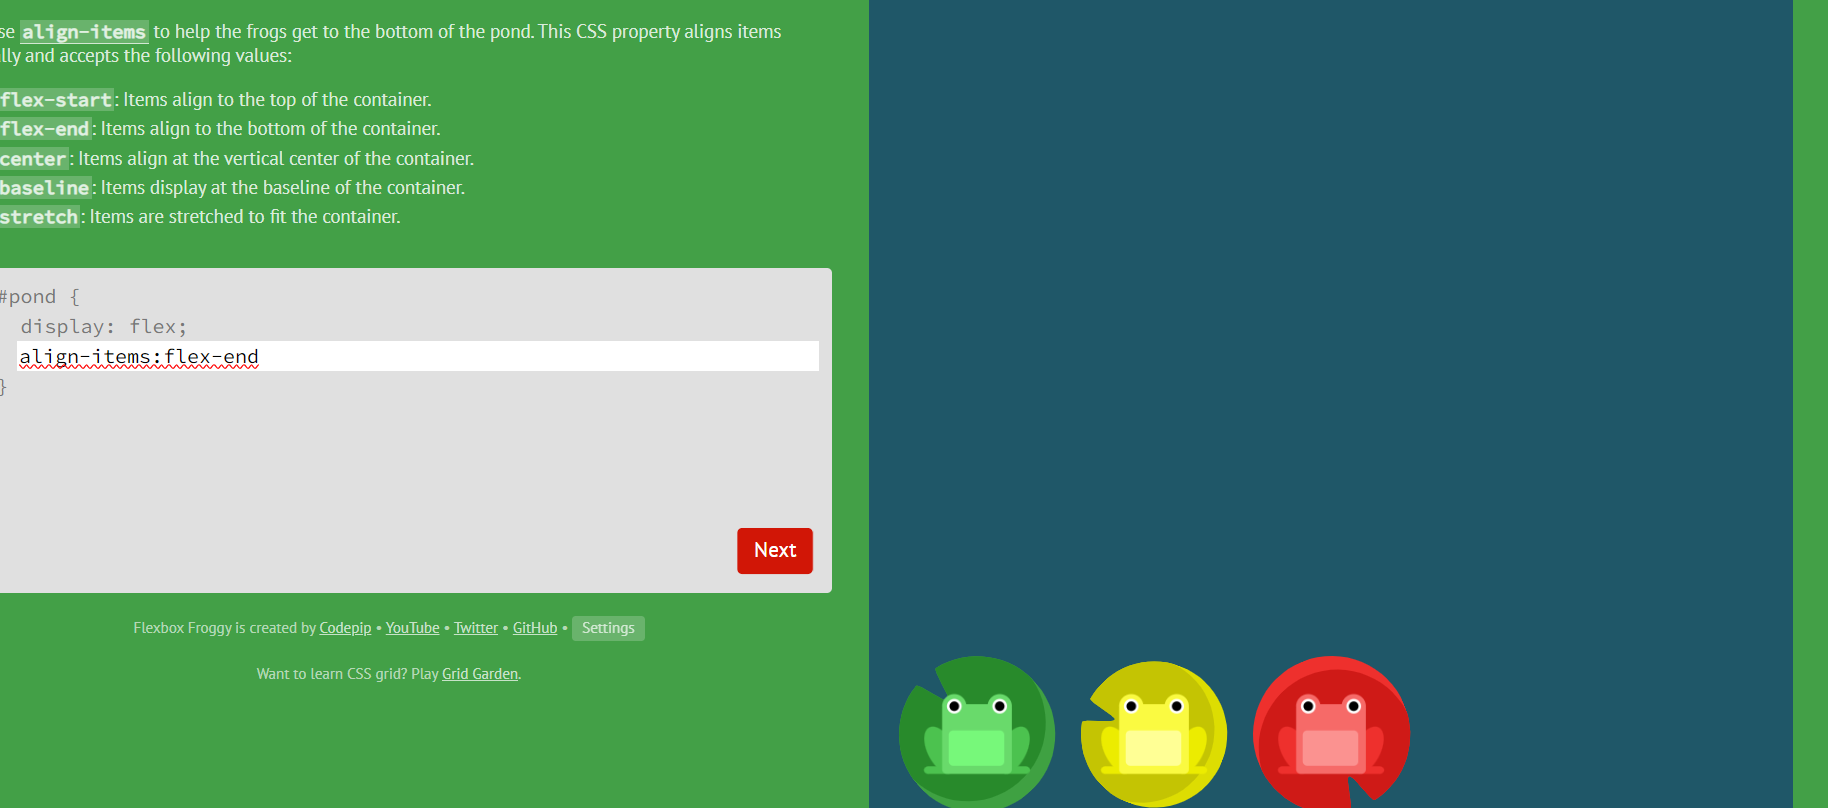 se align-items to help the frogs get to the bottom of the pond. This CSS property aligns items
lly and accepts the following values:
flex-start: Items align to the top of the container.
flex-end: Items align to the bottom of the container.
center: Items align at the vertical center of the container.
baseline: Items display at the baseline of the container.
stretch: Items are stretched to fit the container.
#pond {
display: flex;
align-items:flex-end
}
Next
Flexbox Froggy is created by Codepip • YouTube • Twitter • GitHub • Settings
Want to learn CSS grid? Play Grid Garden.